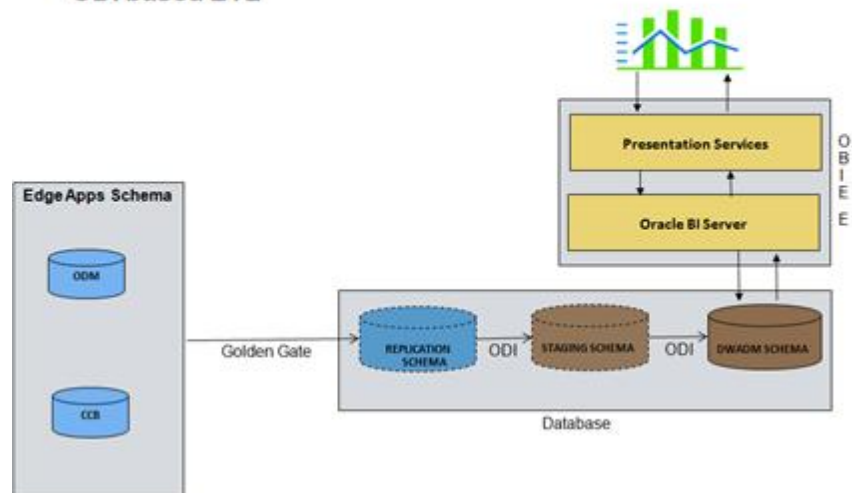 Presentation Services
Oracle BI Server
OBIEE
Edge Apps Schema
ODM
CCB
Golden Gate
REPLICATION
SCHEMA
ODI
STAGING SCHEMA
ODI
DWADM SCHEMA
Database